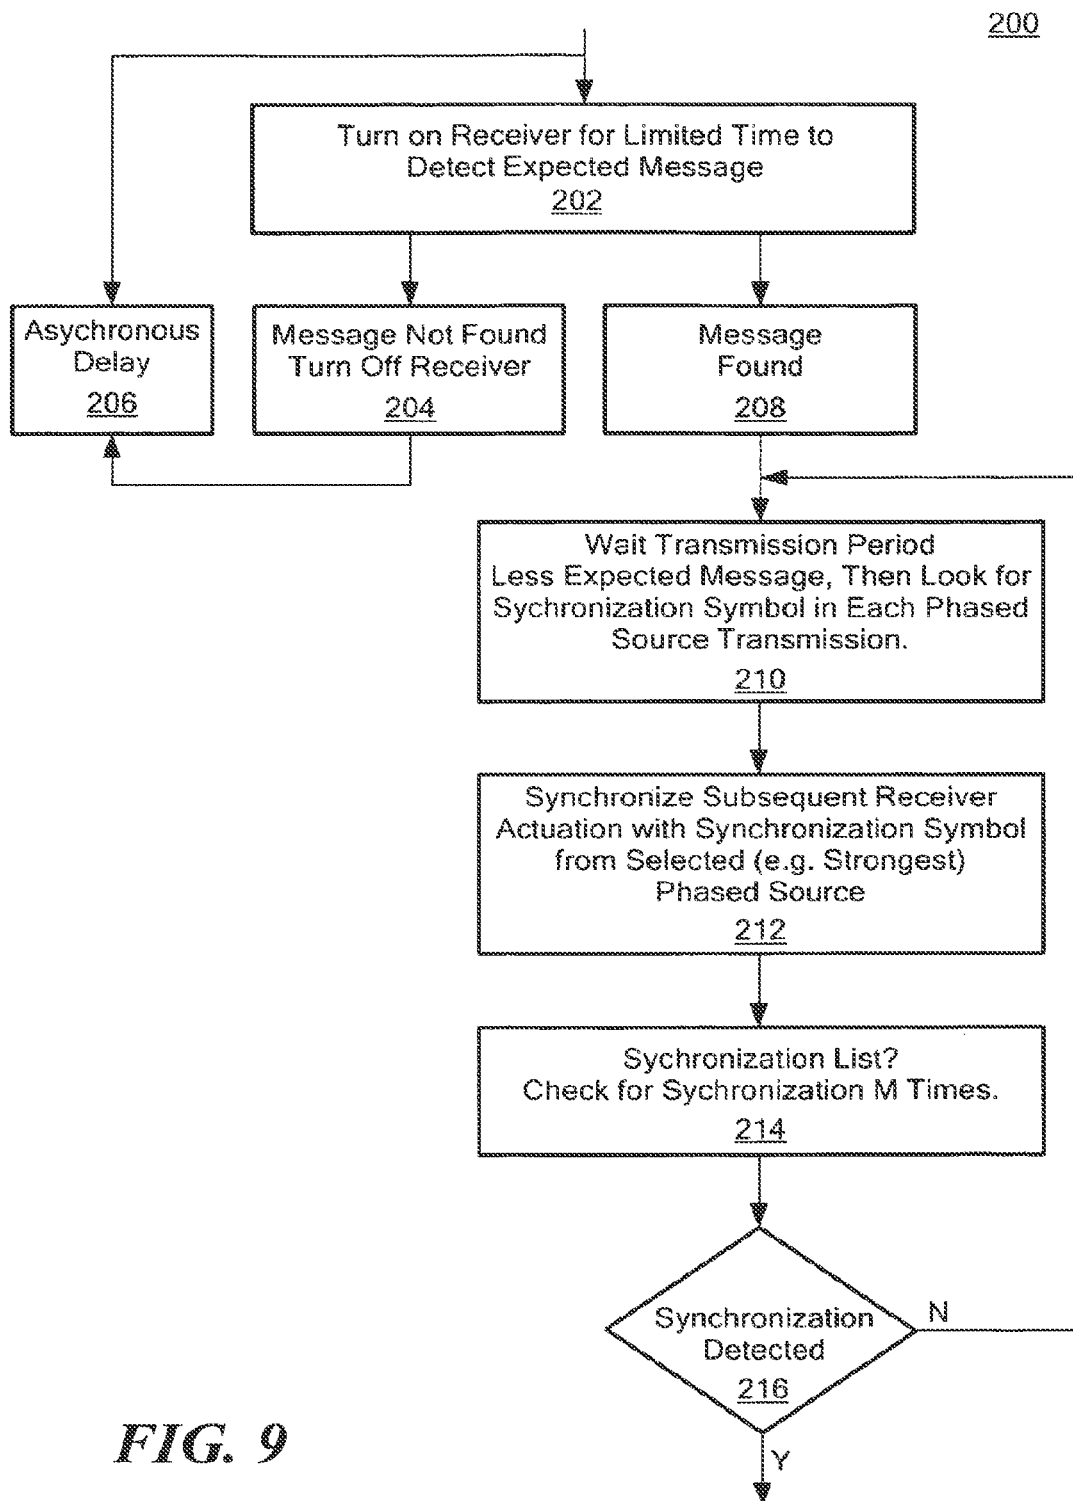 200
Turn on Receiver for Limited Time to
Detect Expected Message
202
Asychronous
Delay
206
Message Not Found
Turn Off Receiver
204
Message
Found
208
Wait Transmission Period
Less Expected Message, Then Look for
Sychronization Symbol in Each Phased
Source Transmission.
210
Synchronize Subsequent Receiver
Actuation with Synchronization Symbol
from Selected (e.g. Strongest)
Phased Source
212
Sychronization List?
Check for Sychronization M Times.
214
Synchronization
Detected
216
N
Y
FIG. 9